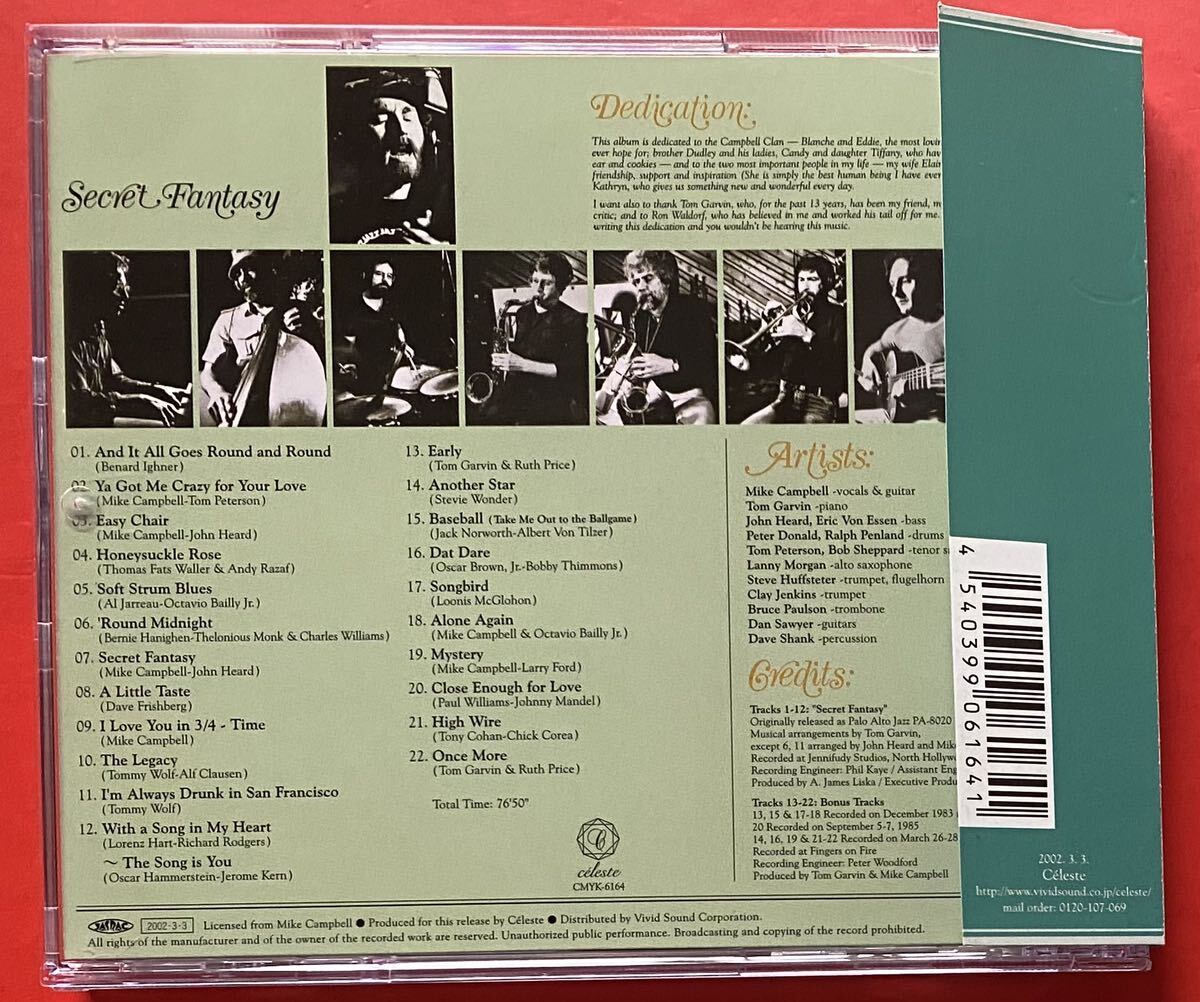 Secret Fantasy
JAZZ
Dedication:
This album is dedicated to the Campbell Clan — Blanche and Eddie, the most
ever hope for; brother Dudley and his ladies, Candy and daughter Tiffany, who
ear and cookies — and to the two most important people in my life — my wife
friendship, support and inspiration (She is simply the best human being I have ever
Kathryn, who gives us something new and wonderful every day.
I want also to thank Tom Garvin, who, for the past 13 years, has been my friend,
critic; and to Ron Waldorf, who has believed in me and worked his tail off for me.
writing this dedication and you wouldn't be hearing this music.
01. And It All Goes Round and Round
(Benard Ighner)
02. Ya Got Me Crazy for Your Love
(Mike Campbell-Tom Peterson)
03. Easy Chair
(Mike Campbell-John Heard)
04. Honeysuckle Rose
(Thomas Fats Waller & Andy Razaf)
05. 'Soft Strum Blues
(Al Jarreau-Octavio Bailly Jr.)
06. 'Round Midnight
(Bernie Hanighen-Thelonious Monk & Charles Williams)
07. Secret Fantasy
(Mike Campbell-John Heard)
08. A Little Taste
(Dave Frishberg)
09. I Love You in 3/4 - Time
(Mike Campbell)
10. The Legacy
(Tommy Wolf-Alf Clausen)
11. I'm Always Drunk in San Francisco
(Tommy Wolf)
12. With a Song in My Heart
(Lorenz Hart-Richard Rodgers)
~ The Song is You
(Oscar Hammerstein-Jerome Kern)
13. Early
(Tom Garvin & Ruth Price)
14. Another Star
(Stevie Wonder)
15. Baseball (Take Me Out to the Ballgame)
(Jack Norworth-Albert Von Tilzer)
16. Dat Dare
(Oscar Brown, Jr.-Bobby Thimmons)
17. Songbird
(Loonis McGlohon)
18. Alone Again
(Mike Campbell & Octavio Bailly Jr.)
19. Mystery
(Mike Campbell-Larry Ford)
20. Close Enough for Love
(Paul Williams-Johnny Mandel)
21. High Wire
(Tony Cohan-Chick Corea)
22. Once More
(Tom Garvin & Ruth Price)
Total Time: 76'50"
céleste
CMYK-6164
Artists:
Mike Campbell -vocals & guitar
Tom Garvin -piano
John Heard, Eric Von Essen -bass
Peter Donald, Ralph Penland -drums
Tom Peterson, Bob Sheppard -tenor
Lanny Morgan -alto saxophone
Steve Huffsteter -trumpet, flugelhorn
Clay Jenkins -trumpet
Bruce Paulson -trombone
Dan Sawyer -guitars
Dave Shank -percussion
Credits:
Tracks 1-12: "Secret Fantasy"
Originally released as Palo Alto Jazz PA-8020
Musical arrangements by Tom Garvin,
except 6, 11 arranged by John Heard and
Recorded at Jennifudy Studios, North
Recording Engineer: Phil Kaye / Assistant
Produced by A. James Liska / Executive
Tracks 13-22: Bonus Tracks
13, 15 & 17-18 Recorded on December 1983
20 Recorded on September 5-7, 1985
14, 16, 19 & 21-22 Recorded on March 26-28
Recorded at Fingers on Fire
Recording Engineer: Peter Woodford
Produced by Tom Garvin & Mike Campbell
JASRAC 2002-3-3 Licensed from Mike Campbell ● Produced for this release by Céleste ● Distributed by Vivid Sound Corporation.
All rights of the manufacturer and of the owner of the recorded work are reserved. Unauthorized public performance. Broadcasting and copying of the record prohibited.
4 540399 061641
2002. 3. 3.
Céleste
http://www.vividsound.co.jp/celeste/
mail order: 0120-107-069